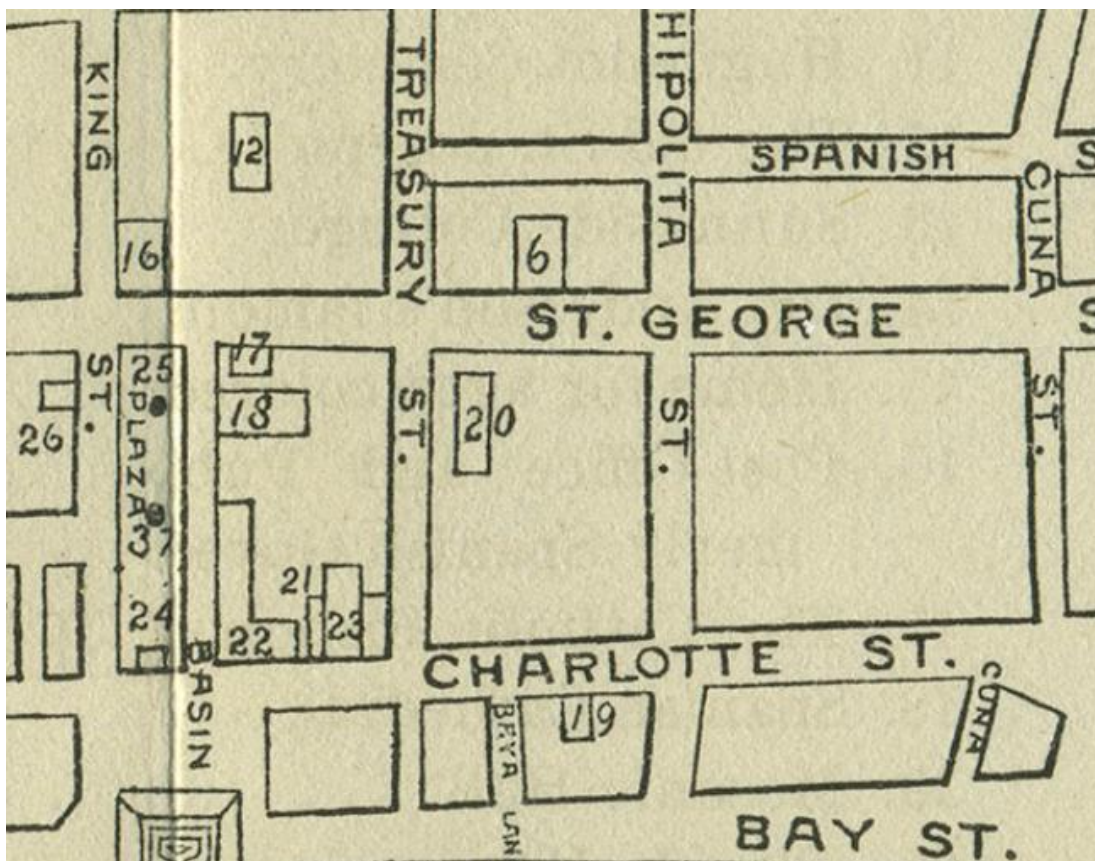 KING
TREASURY
HIPOLITA
12
SPANISH
S
CUNA
16
6
ST. GEORGE
S
ST.
25
17
18
ST.
20
ST.
ST.
26
PLAZA
37
24
21
22
23
BASIN
CHARLOTTE ST.
CUNA
19
BAY ST.